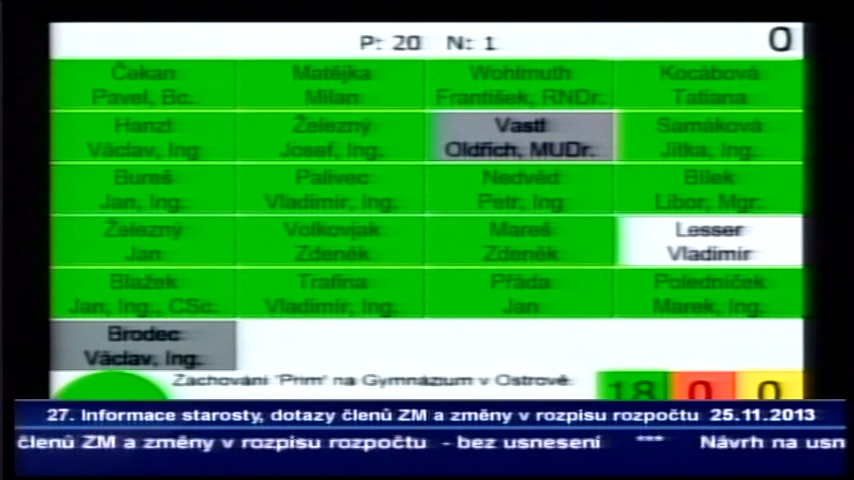 P: 20 N: 1 0
Čekan
Pavel, Bc.
Matějka
Milan
Wohlmuth
František, RNDr.
Kocábová
Tatiana
Hanzl
Václav, Ing
Železný
Josef, Ing.
Vastl
Oldřich, MUDr.
Samáková
Jitka, Ing.
Bureš
Jan, Ing.
Palivec
Vladimír, Ing.
Nedvěd
Petr, Ing
Bílek
Libor, Mgr.
Železný
Jan
Volkovjak
Zdeněk
Mareš
Zdeněk
Lesser
Vladimír
Blažek
Jan, Ing., CSc.
Trafina
Vladimír, Ing.
Přáda
Jan
Poledníček
Marek, Ing.
Brodec
Václav, Ing.
Zachování "Prim" na Gymnázium v Ostrově
18 0 0
27. Informace starosty, dotazy členů ZM a změny v rozpisu rozpočtu 25.11.2013
členů ZM a změny v rozpisu rozpočtu - bez usnesení *** Návrh na usn